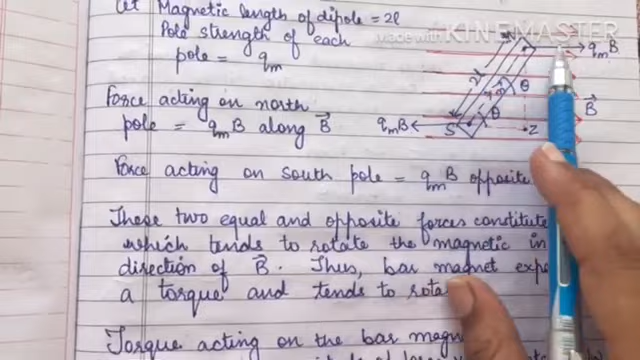 Let Magnetic length of dipole = 2l
Pole strength of each
pole = qm
Made with KINEMASTER
N
qmB
2l
θ
Force acting on north
pole = qmB along B⃗
qmB
S
θ
Z
B⃗
Force acting on south pole = qmB opposite
These two equal and opposite forces constitute
which tends to rotate the magnetic in
direction of B⃗. Thus, bar magnet
a torque and tends to
Torque acting on the bar